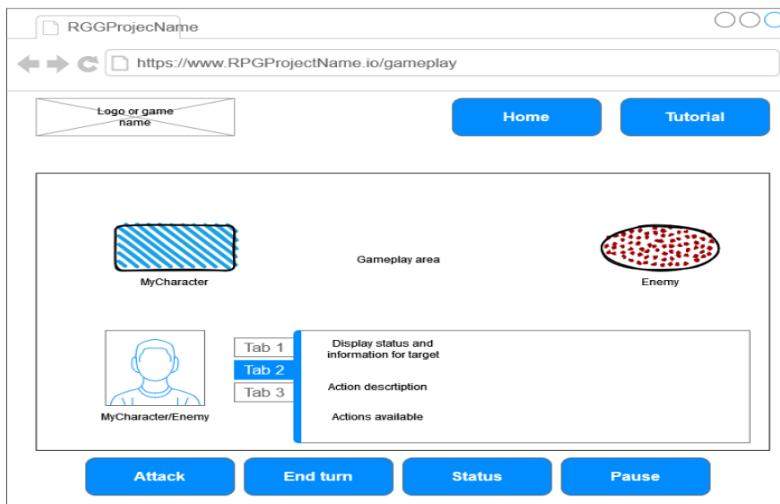 RGGProjecName
https://www.RPGProjectName.io/gameplay
Logo or game
name
Home
Tutorial
Gameplay area
MyCharacter
Enemy
Tab 1
Tab 2
Tab 3
Display status and
information for target
Action descrtiption
Actions available
MyCharacter/Enemy
Attack
End turn
Status
Pause